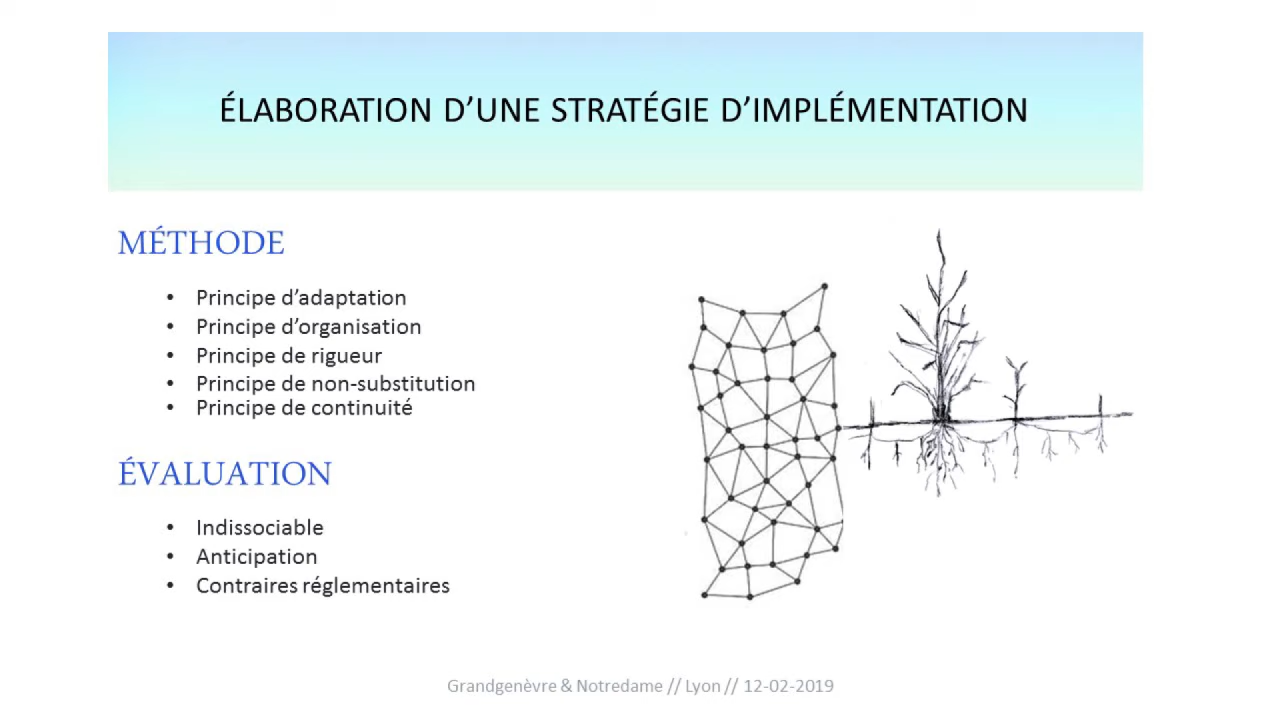 ÉLABORATION D’UNE STRATÉGIE D’IMPLÉMENTATION
MÉTHODE
• Principe d’adaptation
• Principe d’organisation
• Principe de rigueur
• Principe de non-substitution
• Principe de continuité
ÉVALUATION
• Indissociable
• Anticipation
• Contraires réglementaires
Grandgenèvre & Notredame // Lyon // 12-02-2019